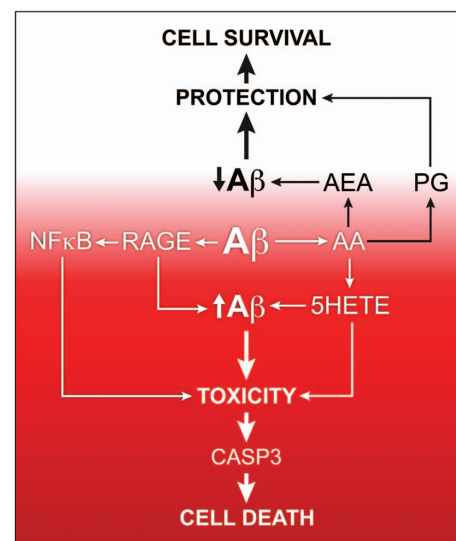 CELL SURVIVAL
PROTECTION
↓Aβ AEA PG
NFκB RAGE Aβ AA
↑Aβ 5HETE
TOXICITY
CASP3
CELL DEATH